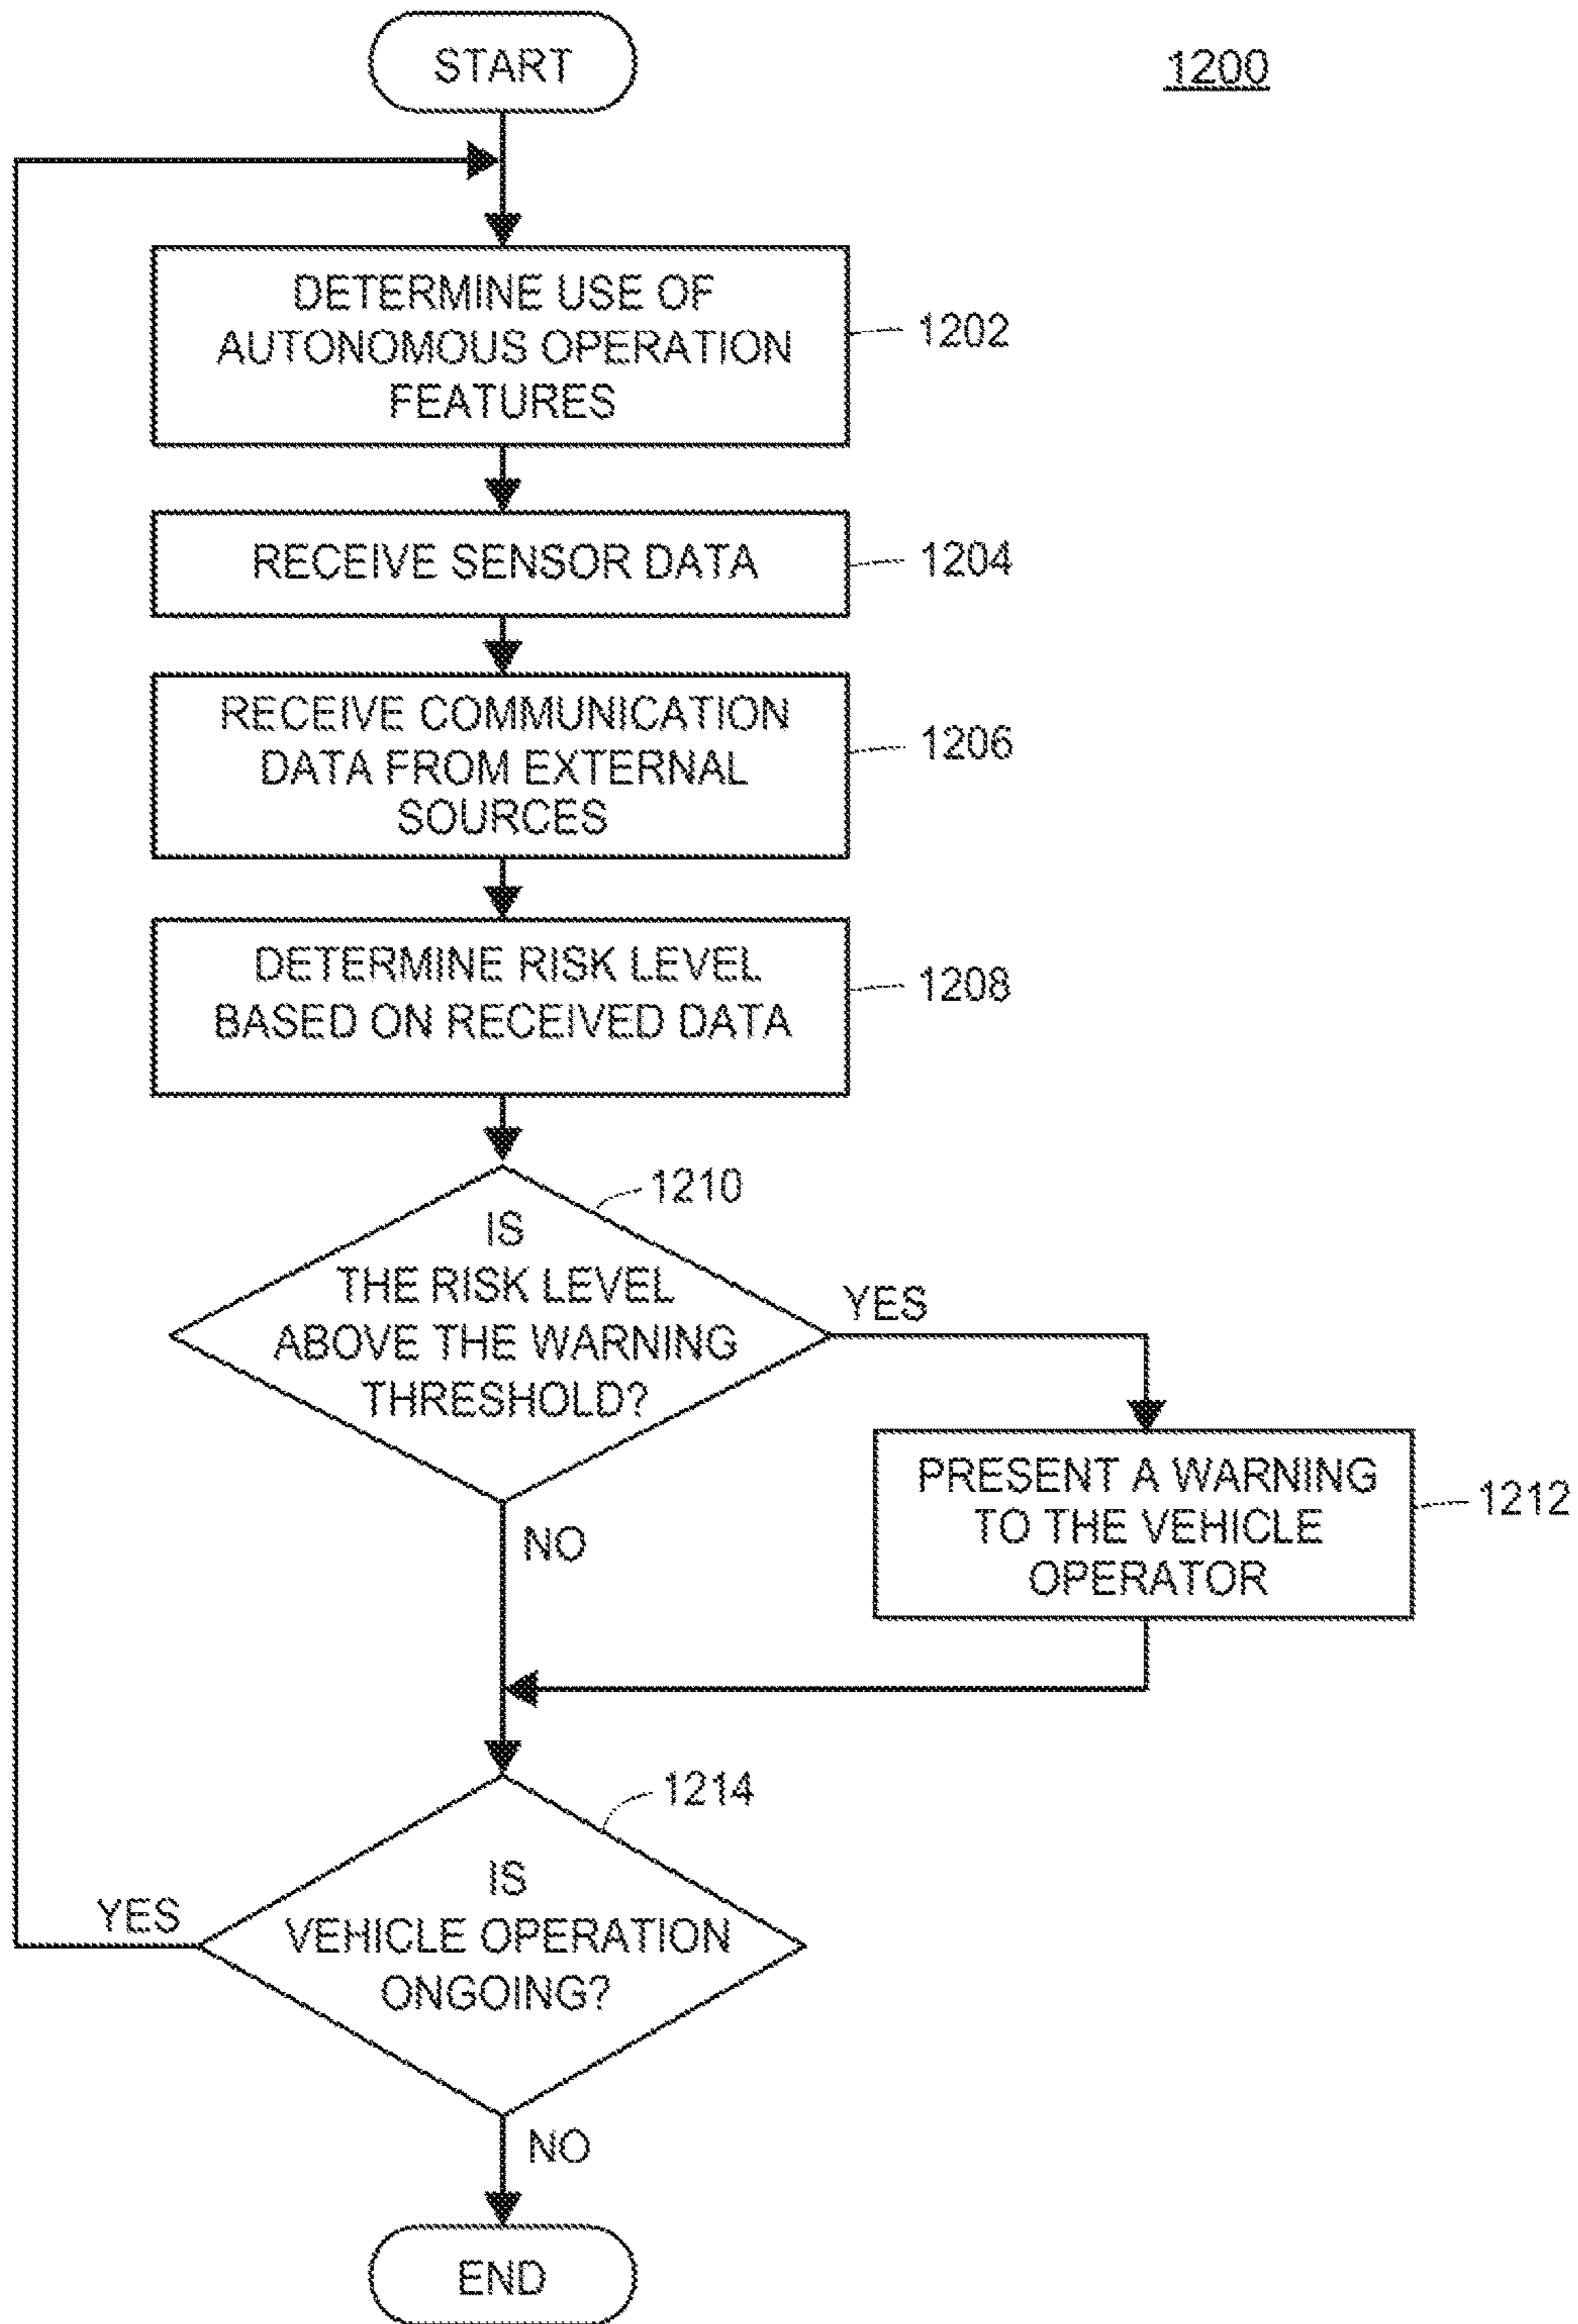 START
1200
DETERMINE USE OF
AUTONOMOUS OPERATION
FEATURES
1202
RECEIVE SENSOR DATA
1204
RECEIVE COMMUNICATION
DATA FROM EXTERNAL
SOURCES
1206
DETERMINE RISK LEVEL
BASED ON RECEIVED DATA
1208
1210
IS
THE RISK LEVEL
ABOVE THE WARNING
THRESHOLD?
YES
NO
PRESENT A WARNING
TO THE VEHICLE
OPERATOR
1212
1214
IS
VEHICLE OPERATION
ONGOING?
YES
NO
END